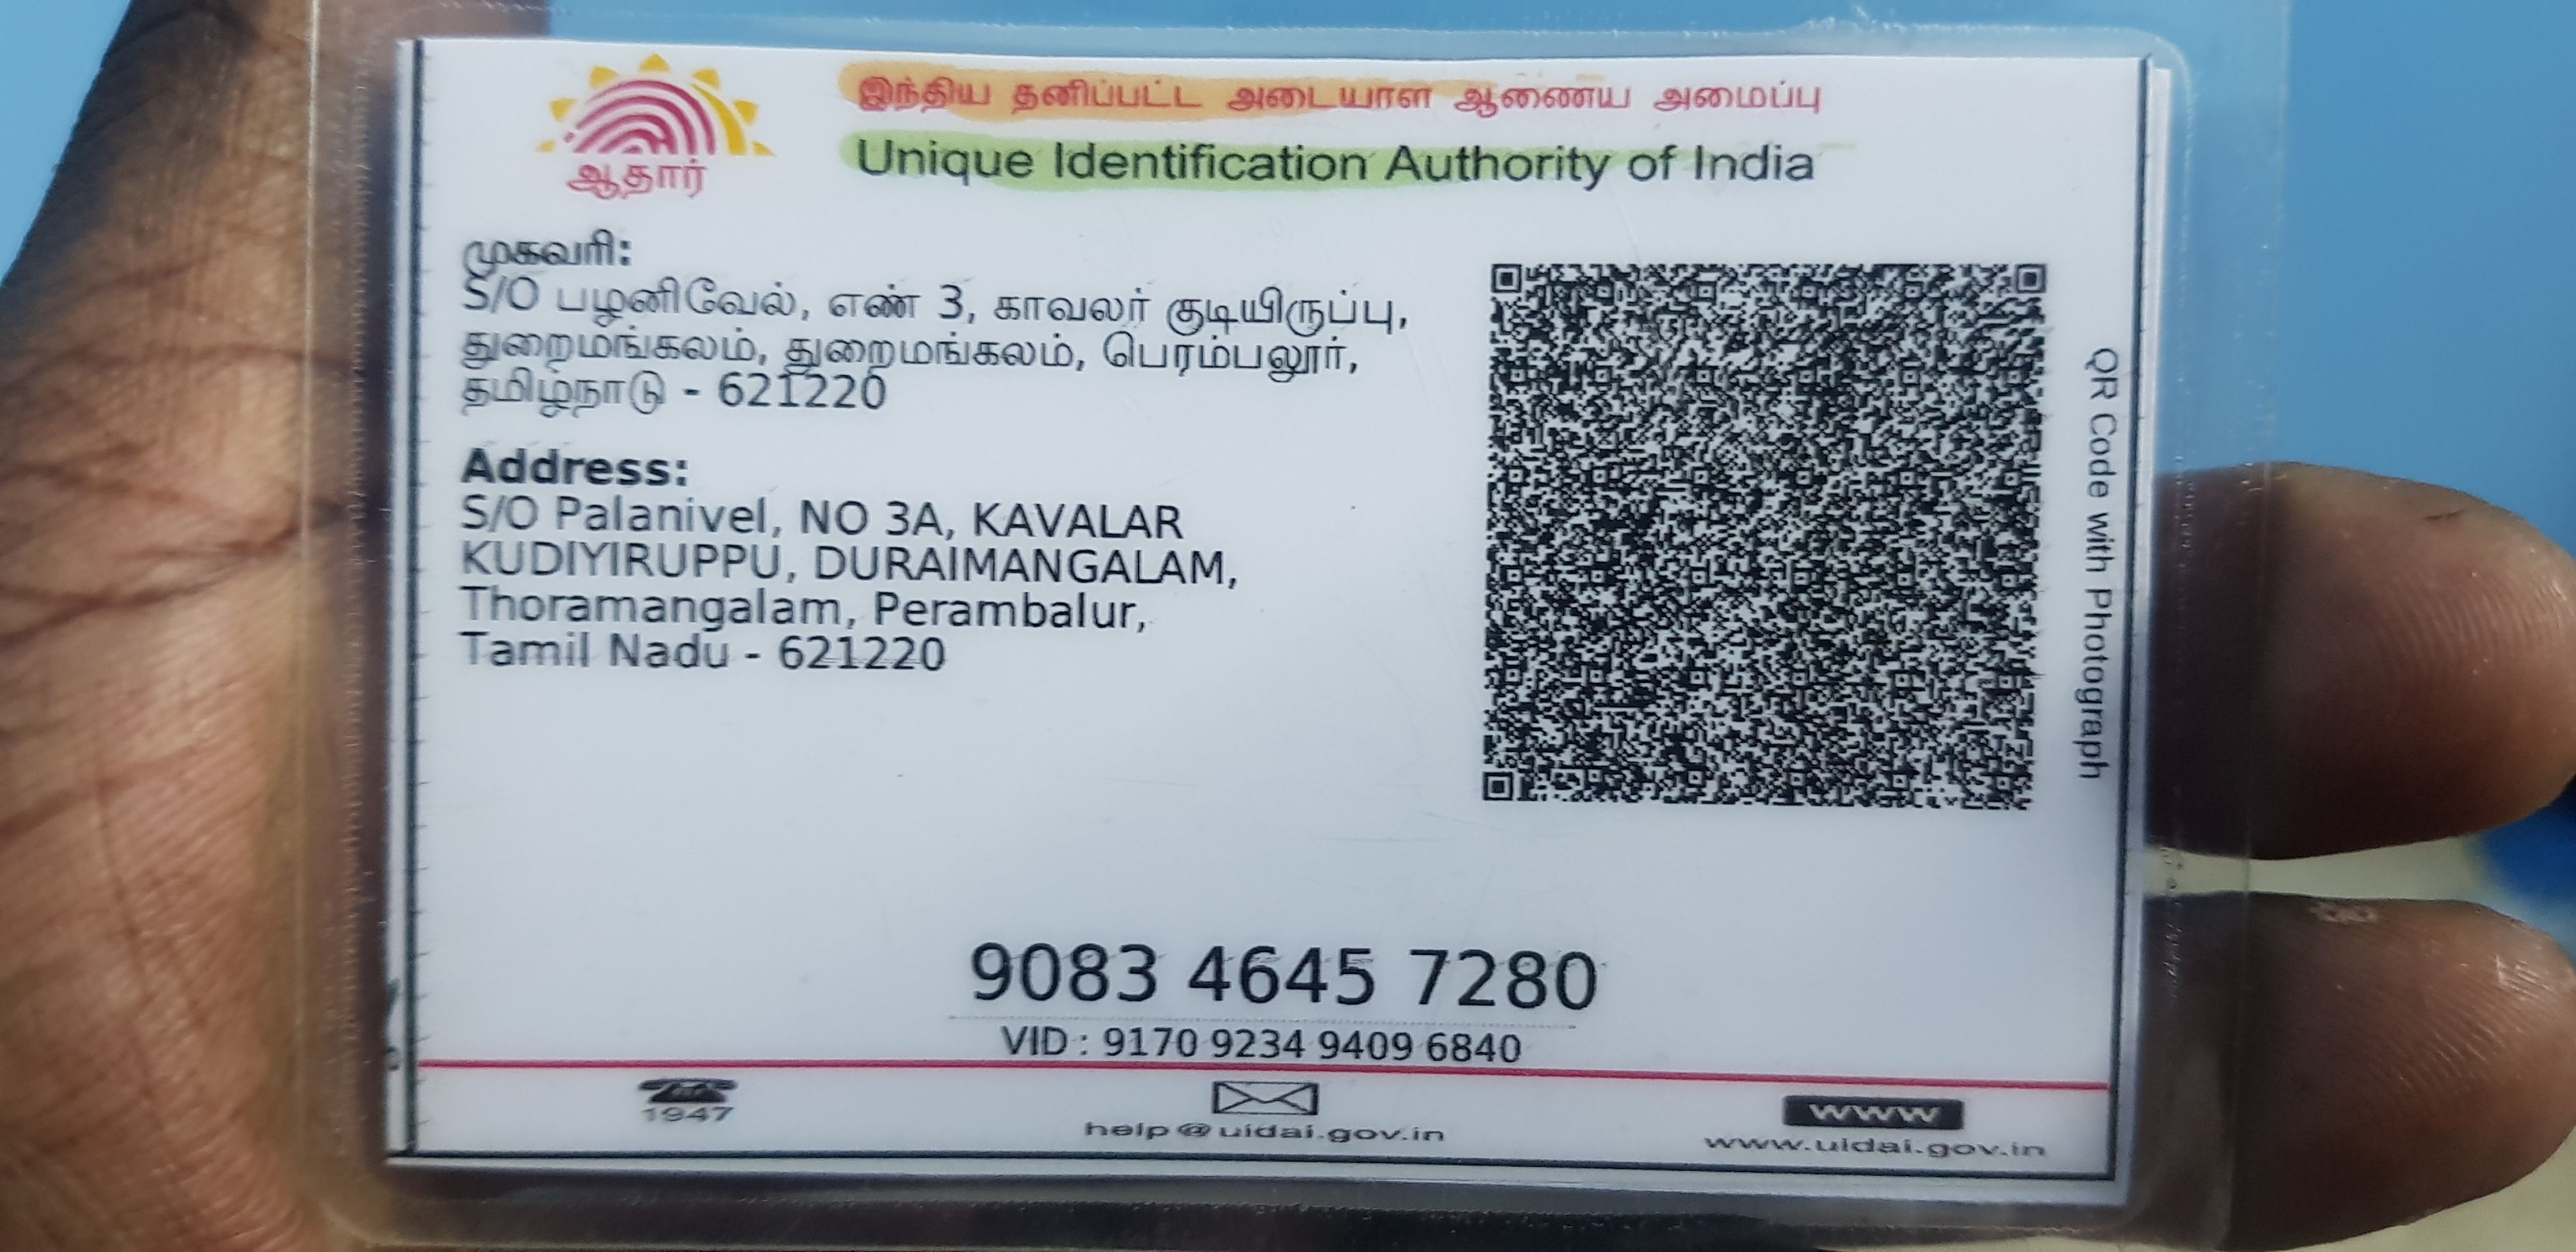 இந்திய தனிப்பட்ட அடையாள ஆணைய அமைப்பு
Unique Identification Authority of India
ஆதார்
முகவரி:
S/O பழனிவேல், எண் 3, காவலர் குடியிருப்பு,
துறைமங்கலம், துறைமங்கலம், பெரம்பலூர்,
தமிழ்நாடு - 621220
Address:
S/O Palanivel, NO 3A, KAVALAR
KUDIYIRUPPU, DURAIMANGALAM,
Thoramangalam, Perambalur,
Tamil Nadu - 621220
QR Code with Photograph
9083 4645 7280
VID : 9170 9234 9409 6840
1947
help@uidai.gov.in
www
www.uidai.gov.in